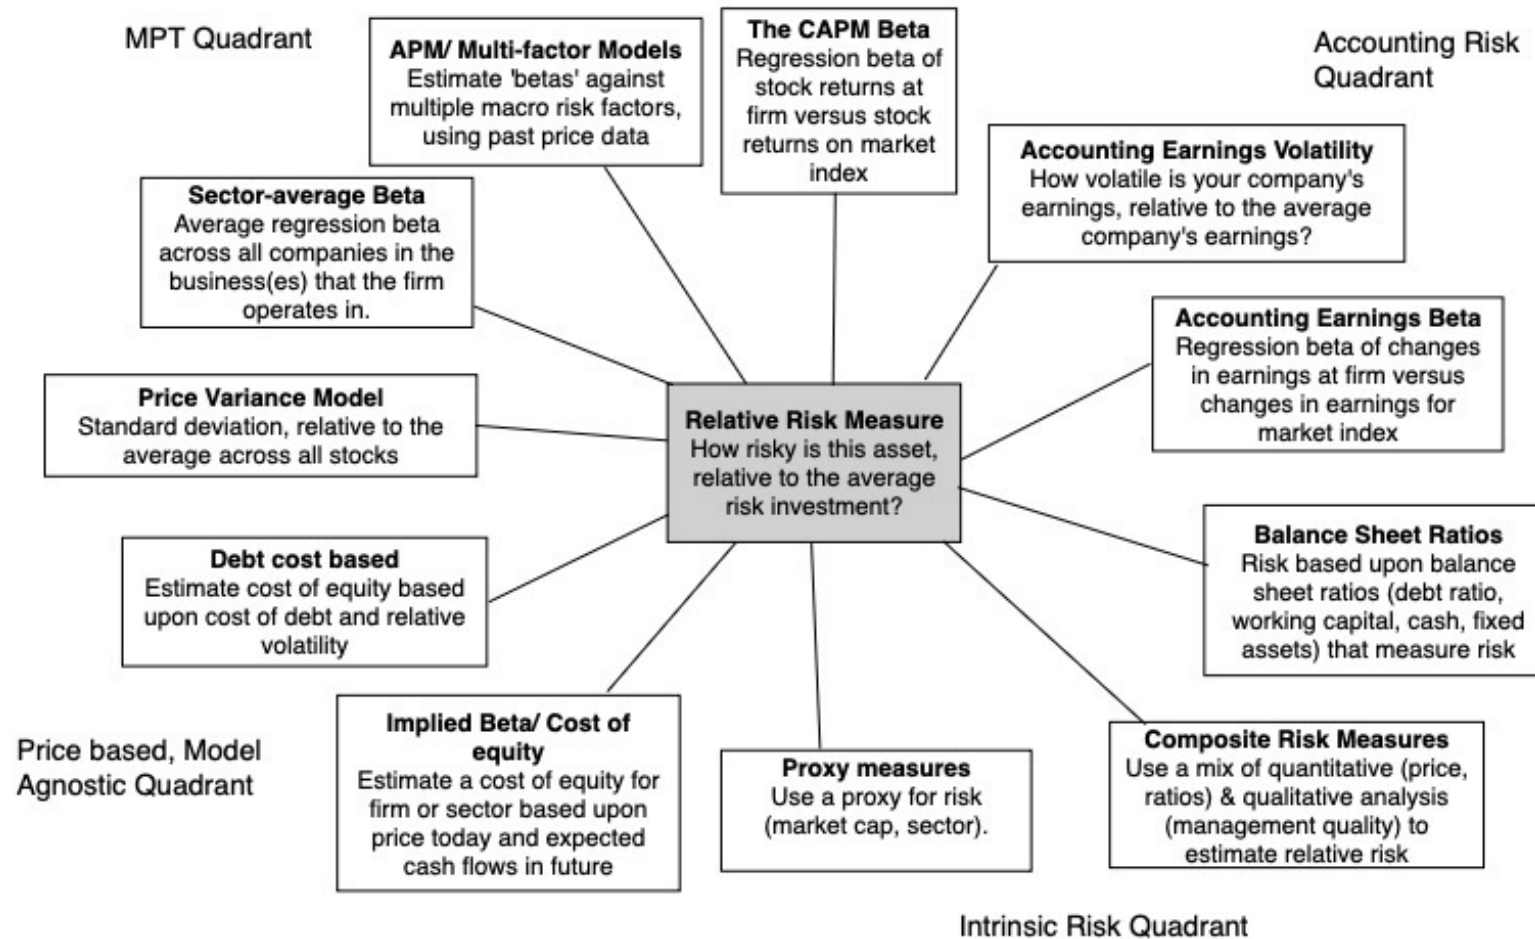 MPT Quadrant
APM/ Multi-factor Models
Estimate 'betas' against
multiple macro risk factors,
using past price data
The CAPM Beta
Regression beta of
stock returns at
firm versus stock
returns on market
index
Accounting Risk
Quadrant
Accounting Earnings Volatility
How volatile is your company's
earnings, relative to the average
company's earnings?
Sector-average Beta
Average regression beta
across all companies in the
business(es) that the firm
operates in.
Accounting Earnings Beta
Regression beta of changes
in earnings at firm versus
changes in earnings for
market index
Price Variance Model
Standard deviation, relative to the
average across all stocks
Relative Risk Measure
How risky is this asset,
relative to the average
risk investment?
Balance Sheet Ratios
Risk based upon balance
sheet ratios (debt ratio,
working capital, cash, fixed
assets) that measure risk
Debt cost based
Estimate cost of equity based
upon cost of debt and relative
volatility
Price based, Model
Agnostic Quadrant
Implied Beta/ Cost of
equity
Estimate a cost of equity for
firm or sector based upon
price today and expected
cash flows in future
Proxy measures
Use a proxy for risk
(market cap, sector).
Composite Risk Measures
Use a mix of quantitative (price,
ratios) & qualitative analysis
(management quality) to
estimate relative risk
Intrinsic Risk Quadrant